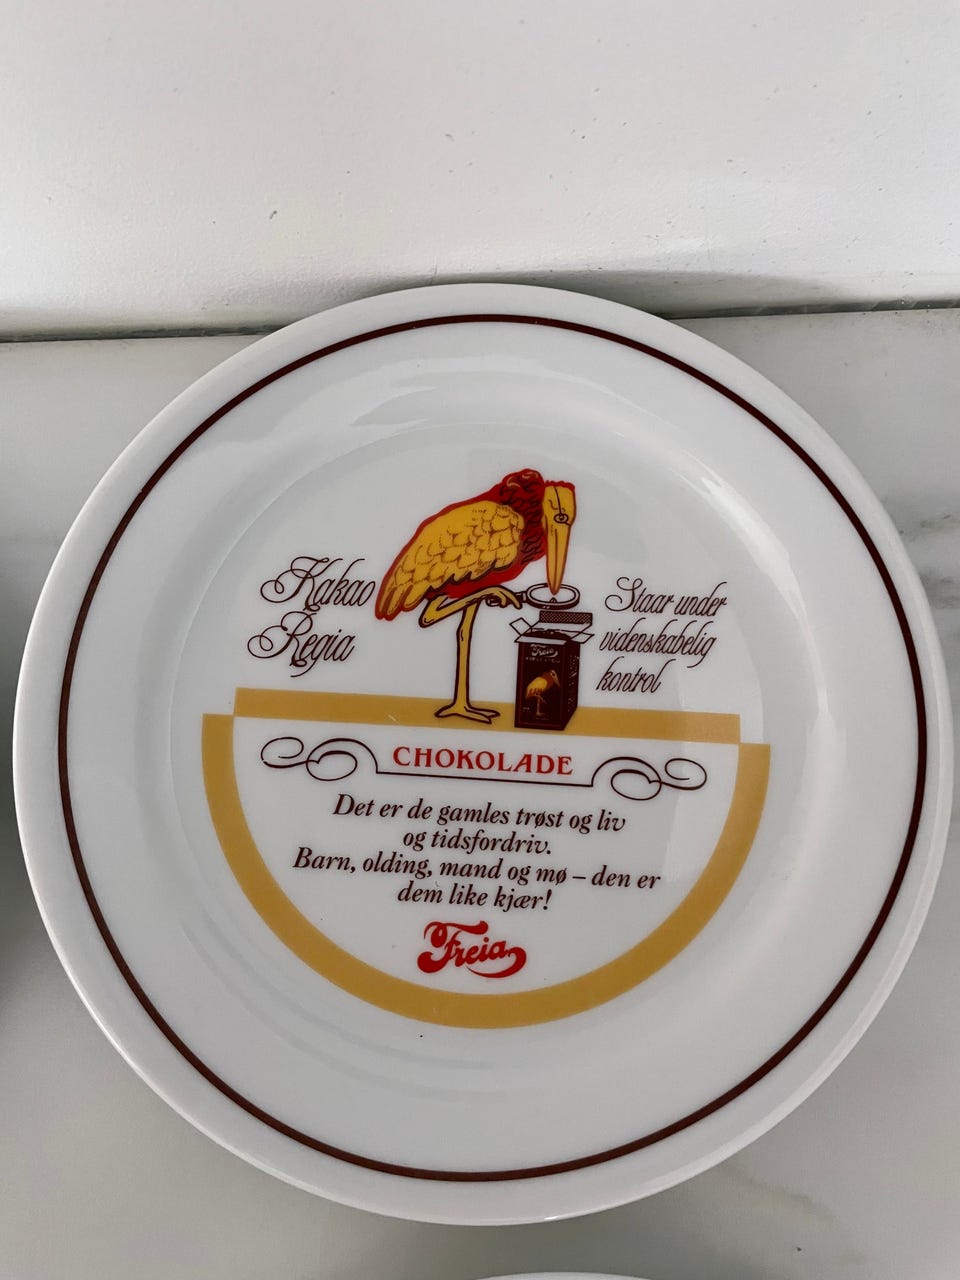 Kakao
Regia
Staar under
videnskabelig
kontrol
Freia
CHOKOLADE
Det er de gamles trøst og liv
og tidsfordriv.
Barn, olding, mand og mø – den er
dem like kjær!
Freia